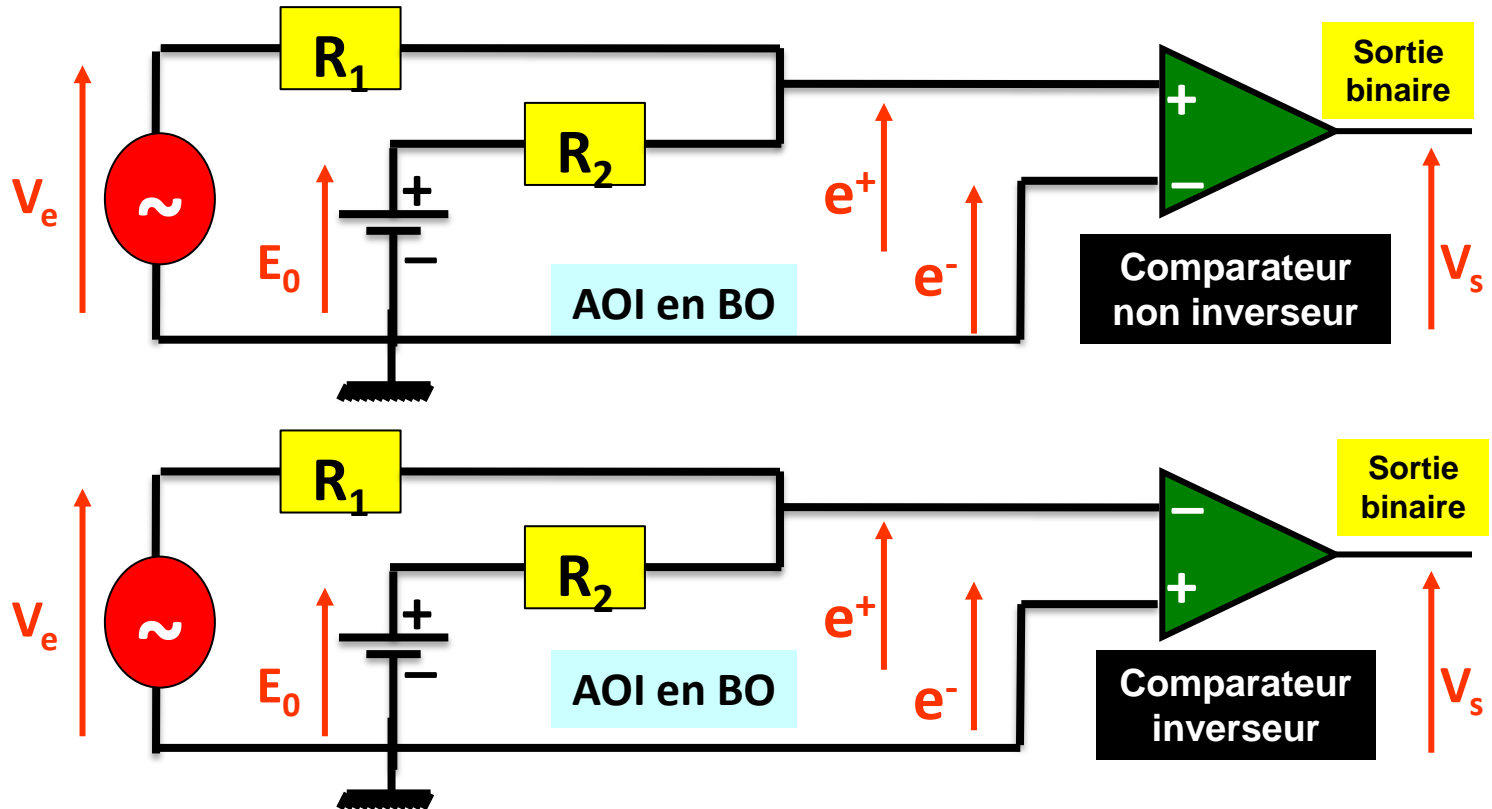 R1
Sortie
binaire
+
R2
Ve
~
+
−
e+
−
E0
e-
Vs
AOI en BO
Comparateur
non inverseur
R1
Sortie
binaire
−
R2
Ve
~
+
−
e+
+
E0
e-
Vs
AOI en BO
Comparateur
inverseur